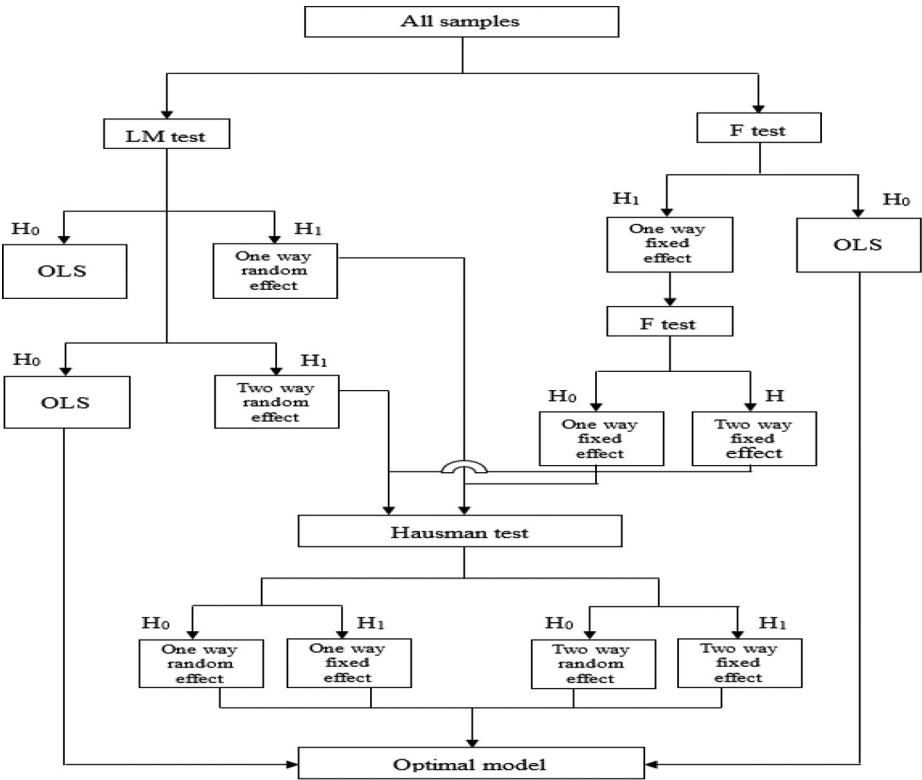 All samples
LM test
F test
H₀
H₁
H₁
H₀
OLS
One way
random
effect
One way
fixed
effect
OLS
F test
H₀
H₁
OLS
Two way
random
effect
H₀
H
One way
fixed
effect
Two way
fixed
effect
Hausman test
H₀
H₁
H₀
H₁
One way
random
effect
One way
fixed
effect
Two way
random
effect
Two way
fixed
effect
Optimal model